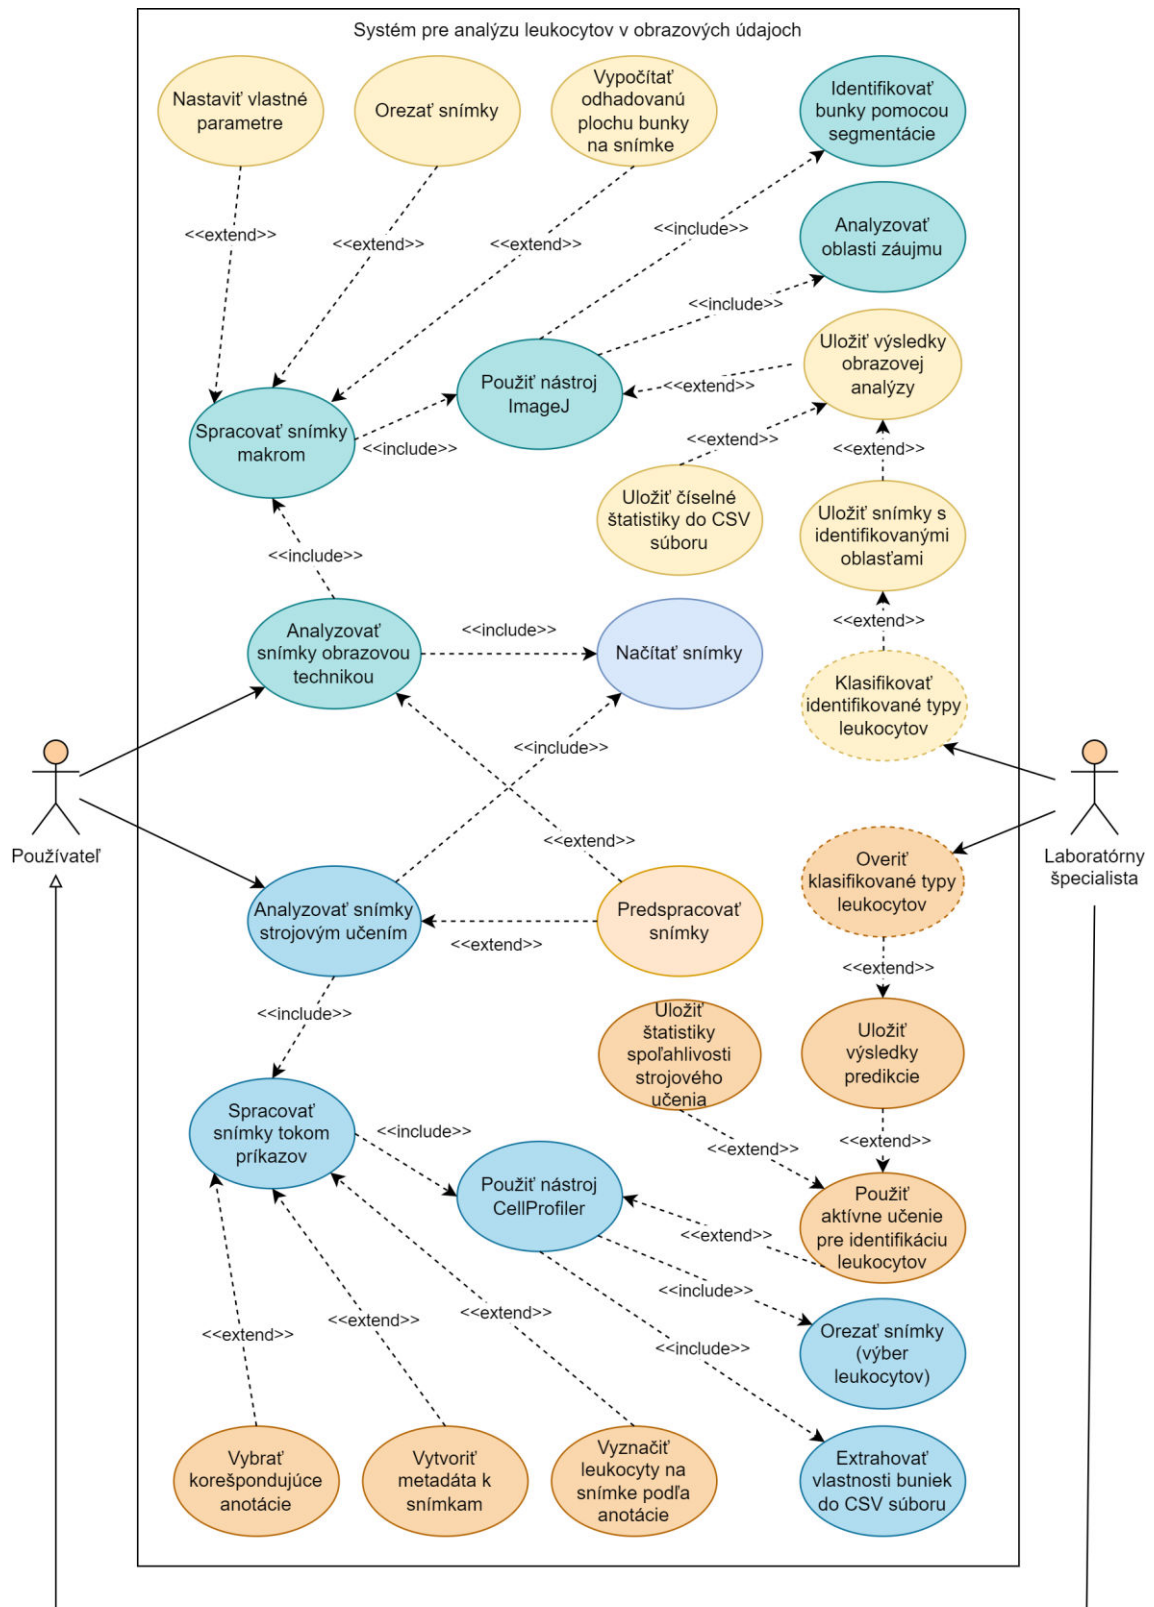 Systém pre analýzu leukocytov v obrazových údajoch
Nastaviť vlastné
parametre
Orezať snímky
Vypočítať
odhadovanú
plochu bunky
na snímke
Identifikovať
bunky pomocou
segmentácie
<<extend>>
<<extend>>
<<extend>>
<<include>>
Analyzovať
oblasti záujmu
<<include>>
Spracovať snímky
makrom
<<include>>
Použiť nástroj
ImageJ
<<extend>>
Uložiť výsledky
obrazovej
analýzy
<<extend>>
<<extend>>
Uložiť číselné
štatistiky do CSV
súboru
Uložiť snímky s
identifikovanými
oblasťami
<<include>>
<<extend>>
Analyzovať
snímky obrazovou
technikou
<<include>>
Načítať snímky
Klasifikovať
identifikované typy
leukocytov
<<include>>
Používateľ
Laboratórny
špecialista
<<extend>>
Overiť
klasifikované typy
leukocytov
Analyzovať snímky
strojovým učením
<<extend>>
Predspracovať
snímky
<<extend>>
<<include>>
Uložiť
štatistiky
spoľahlivosti
strojového
učenia
Uložiť
výsledky
predikcie
Spracovať
snímky tokom
príkazov
<<include>>
<<extend>>
<<extend>>
Použiť nástroj
CellProfiler
Použiť
aktívne učenie
pre identifikáciu
leukocytov
<<extend>>
<<include>>
<<extend>>
<<extend>>
<<extend>>
<<include>>
Orezať snímky
(výber
leukocytov)
Vybrať
korešpondujúce
anotácie
Vytvoriť
metadáta k
snímkam
Vyznačiť
leukocyty na
snímke podľa
anotácie
Extrahovať
vlastnosti buniek
do CSV súboru